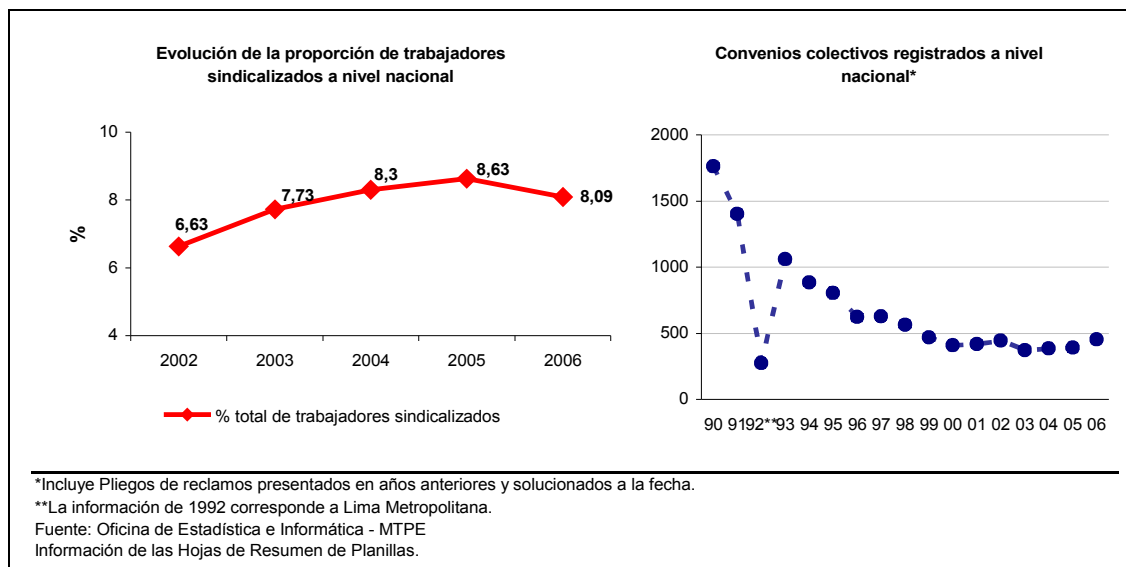 Evolución de la proporción de trabajadores
sindicalizados a nivel nacional
10
8
6
4
%
6,63
7,73
8,3
8,63
8,09
2002 2003 2004 2005 2006
% total de trabajadores sindicalizados
Convenios colectivos registrados a nivel
nacional*
2000
1500
1000
500
0
90 91 92** 93 94 95 96 97 98 99 00 01 02 03 04 05 06
*Incluye Pliegos de reclamos presentados en años anteriores y solucionados a la fecha.
**La información de 1992 corresponde a Lima Metropolitana.
Fuente: Oficina de Estadística e Informática - MTPE
Información de las Hojas de Resumen de Planillas.